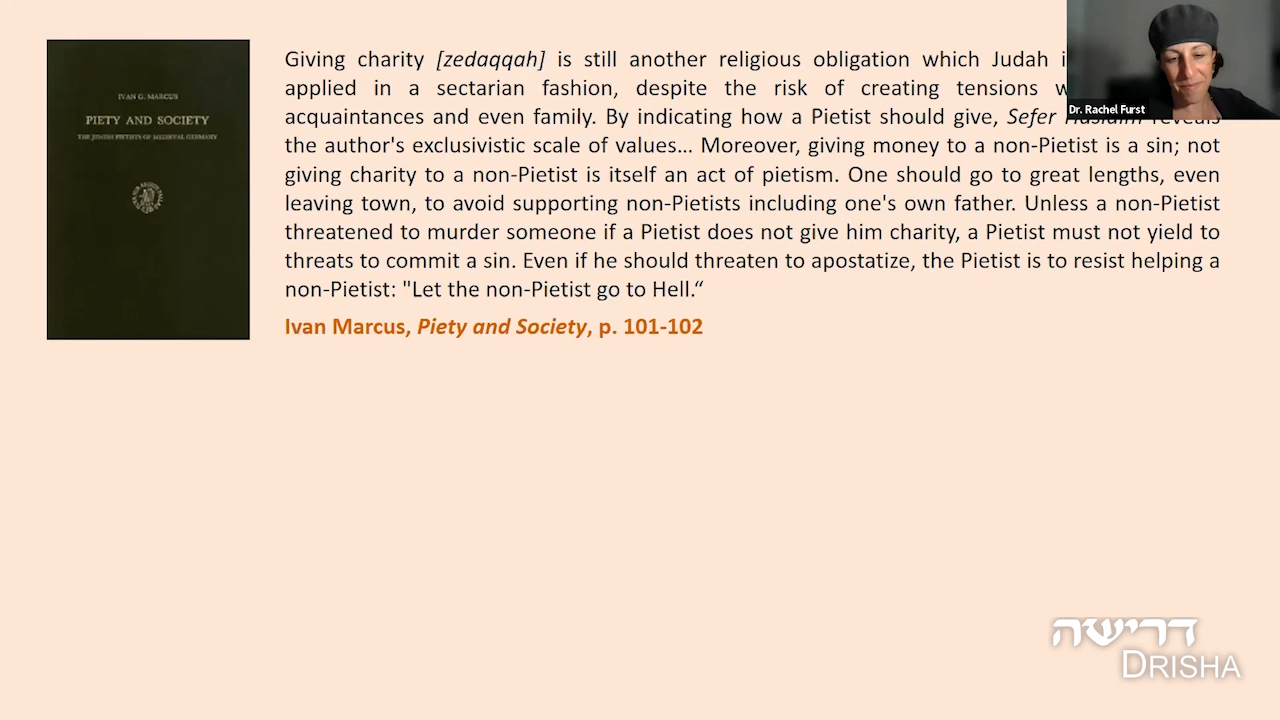 IVAN G. MARCUS
PIETY AND SOCIETY
THE JEWISH PIETISTS OF MEDIEVAL GERMANY
Giving charity [zedaqqah] is still another religious obligation which Judah
applied in a sectarian fashion, despite the risk of creating tensions
acquaintances and even family. By indicating how a Pietist should give, Sefer
the author's exclusivistic scale of values… Moreover, giving money to a non-Pietist is a sin; not
giving charity to a non-Pietist is itself an act of pietism. One should go to great lengths, even
leaving town, to avoid supporting non-Pietists including one's own father. Unless a non-Pietist
threatened to murder someone if a Pietist does not give him charity, a Pietist must not yield to
threats to commit a sin. Even if he should threaten to apostatize, the Pietist is to resist helping a
non-Pietist: "Let the non-Pietist go to Hell.“
Ivan Marcus, Piety and Society, p. 101-102
Dr. Rachel Furst
דרישה
DRISHA